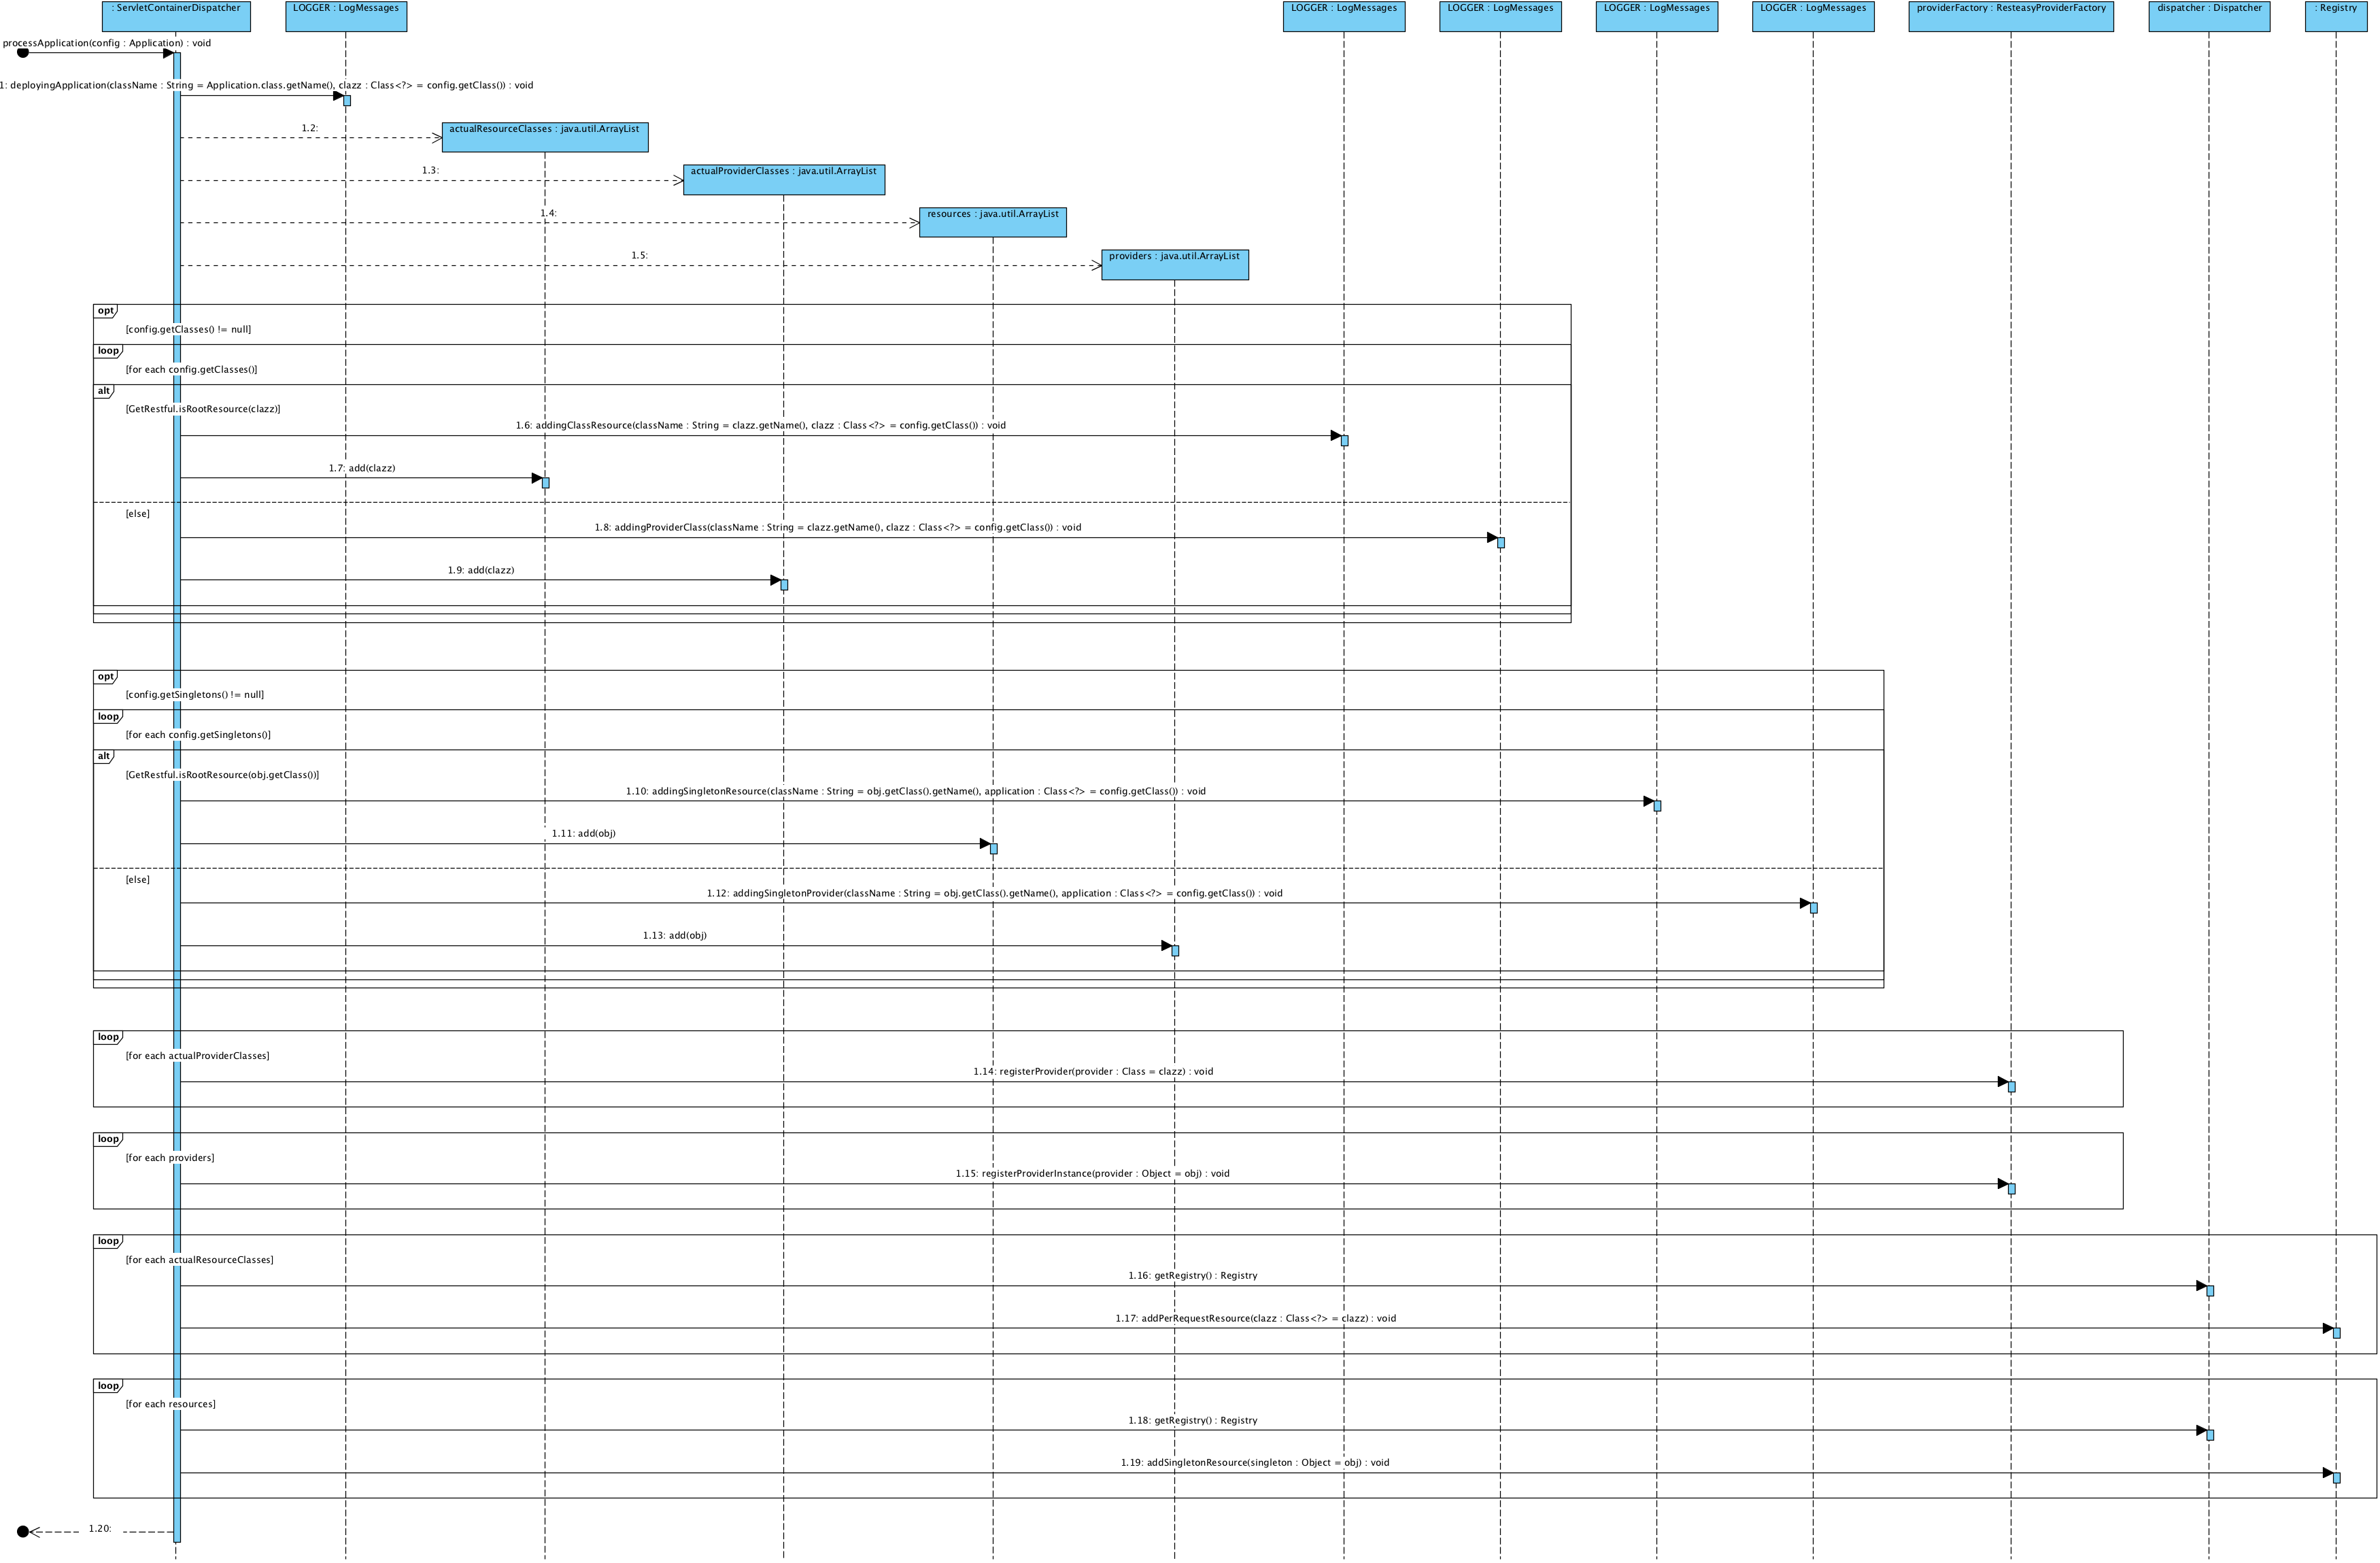 : ServletContainerDispatcher
LOGGER : LogMessages
LOGGER : LogMessages
LOGGER : LogMessages
LOGGER : LogMessages
LOGGER : LogMessages
providerFactory : ResteasyProviderFactory
dispatcher : Dispatcher
: Registry
processApplication(config : Application) : void
1: deployingApplication(className : String = Application.class.getName(), clazz : Class<?> = config.getClass()) : void
1.2:
actualResourceClasses : java.util.ArrayList
1.3:
actualProviderClasses : java.util.ArrayList
1.4:
resources : java.util.ArrayList
1.5:
providers : java.util.ArrayList
opt
[config.getClasses() != null]
loop
[for each config.getClasses()]
alt
[GetRestful.isRootResource(clazz)]
1.6: addingClassResource(className : String = clazz.getName(), clazz : Class<?> = config.getClass()) : void
1.7: add(clazz)
[else]
1.8: addingProviderClass(className : String = clazz.getName(), clazz : Class<?> = config.getClass()) : void
1.9: add(clazz)
opt
[config.getSingletons() != null]
loop
[for each config.getSingletons()]
alt
[GetRestful.isRootResource(obj.getClass())]
1.10: addingSingletonResource(className : String = obj.getClass().getName(), application : Class<?> = config.getClass()) : void
1.11: add(obj)
[else]
1.12: addingSingletonProvider(className : String = obj.getClass().getName(), application : Class<?> = config.getClass()) : void
1.13: add(obj)
loop
[for each actualProviderClasses]
1.14: registerProvider(provider : Class = clazz) : void
loop
[for each providers]
1.15: registerProviderInstance(provider : Object = obj) : void
loop
[for each actualResourceClasses]
1.16: getRegistry() : Registry
1.17: addPerRequestResource(clazz : Class<?> = clazz) : void
loop
[for each resources]
1.18: getRegistry() : Registry
1.19: addSingletonResource(singleton : Object = obj) : void
1.20: